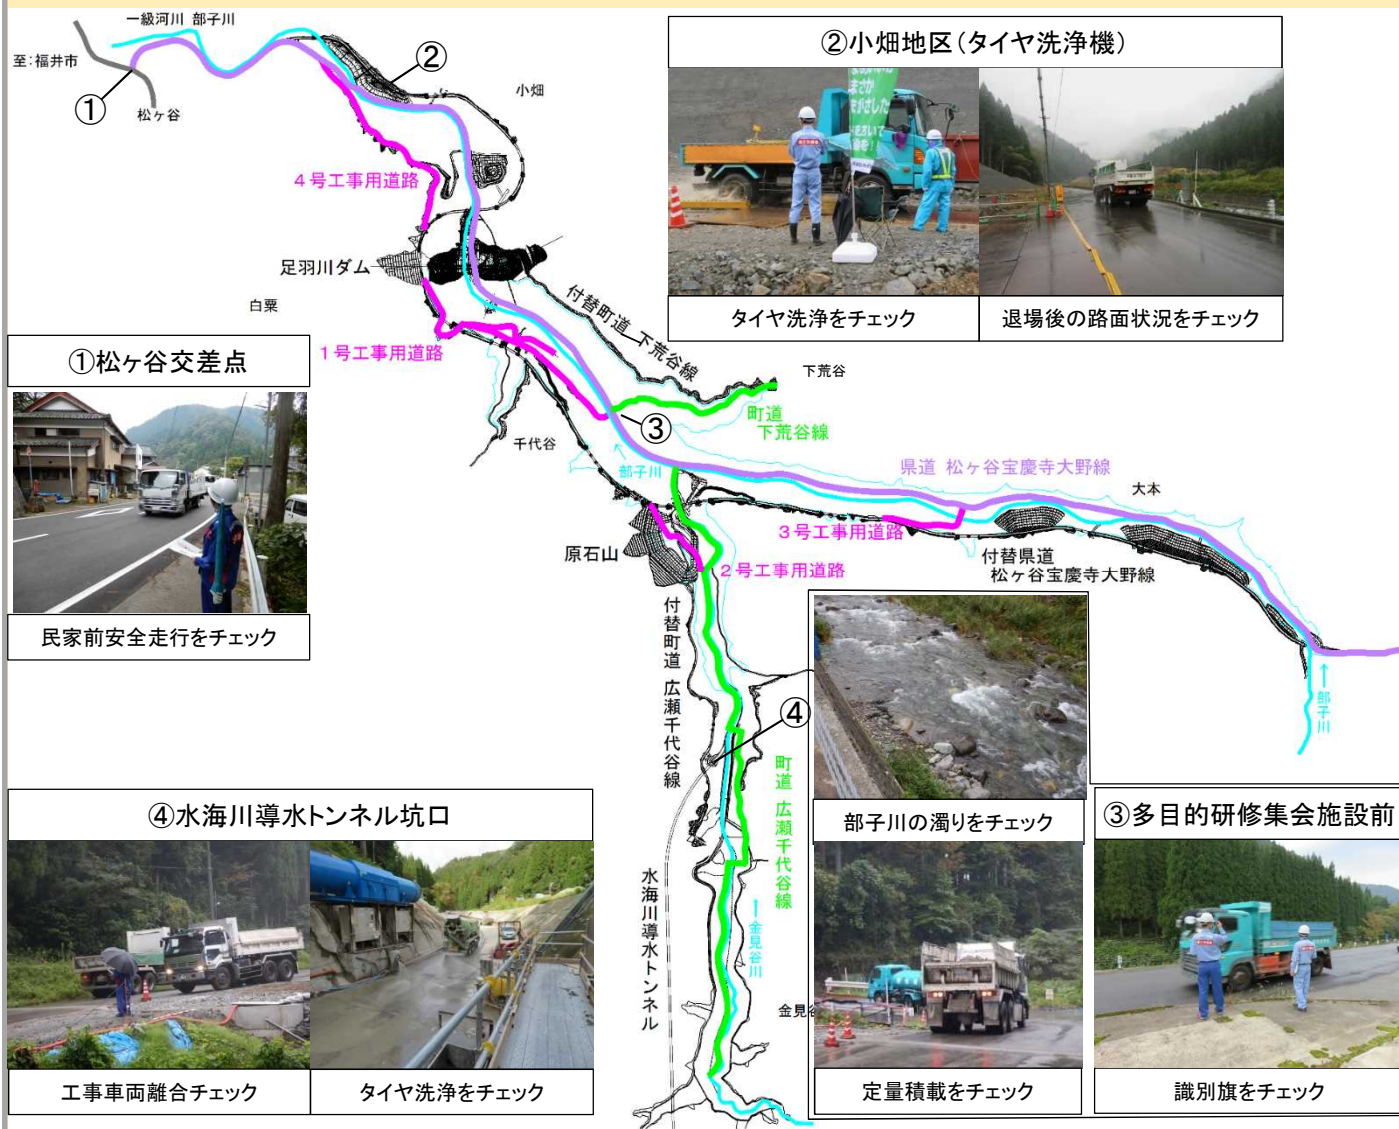 一級河川 部子川
至:福井市
①
松ヶ谷
②
小畑
②小畑地区(タイヤ洗浄機)
タイヤ洗浄をチェック
退場後の路面状況をチェック
4号工事用道路
足羽川ダム
白粟
1号工事用道路
付替町道 下荒谷線
下荒谷
町道
下荒谷線
①松ヶ谷交差点
民家前安全走行をチェック
③
千代谷
部子川
県道 松ヶ谷宝慶寺大野線
大本
3号工事用道路
付替県道
松ヶ谷宝慶寺大野線
原石山
2号工事用道路
付替町道 広瀬千代谷線
④
町道 広瀬千代谷線
部子川
水海川導水トンネル
金見谷川
金見谷
④水海川導水トンネル坑口
工事車両離合チェック
タイヤ洗浄をチェック
部子川の濁りをチェック
③多目的研修集会施設前
定量積載をチェック
識別旗をチェック